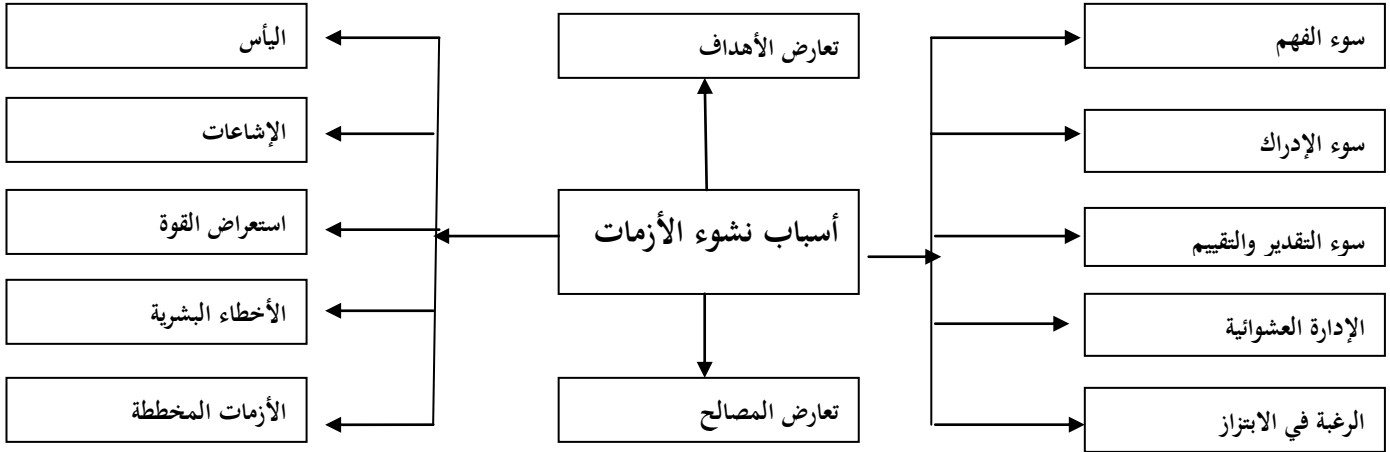 سوء الفهم
سوء الإدراك
سوء التقدير والتقييم
الإدارة العشوائية
الرغبة في الابتزاز
تعارض الأهداف
أسباب نشوء الأزمات
تعارض المصالح
اليأس
الإشاعات
استعراض القوة
الأخطاء البشرية
الأزمات المخططة